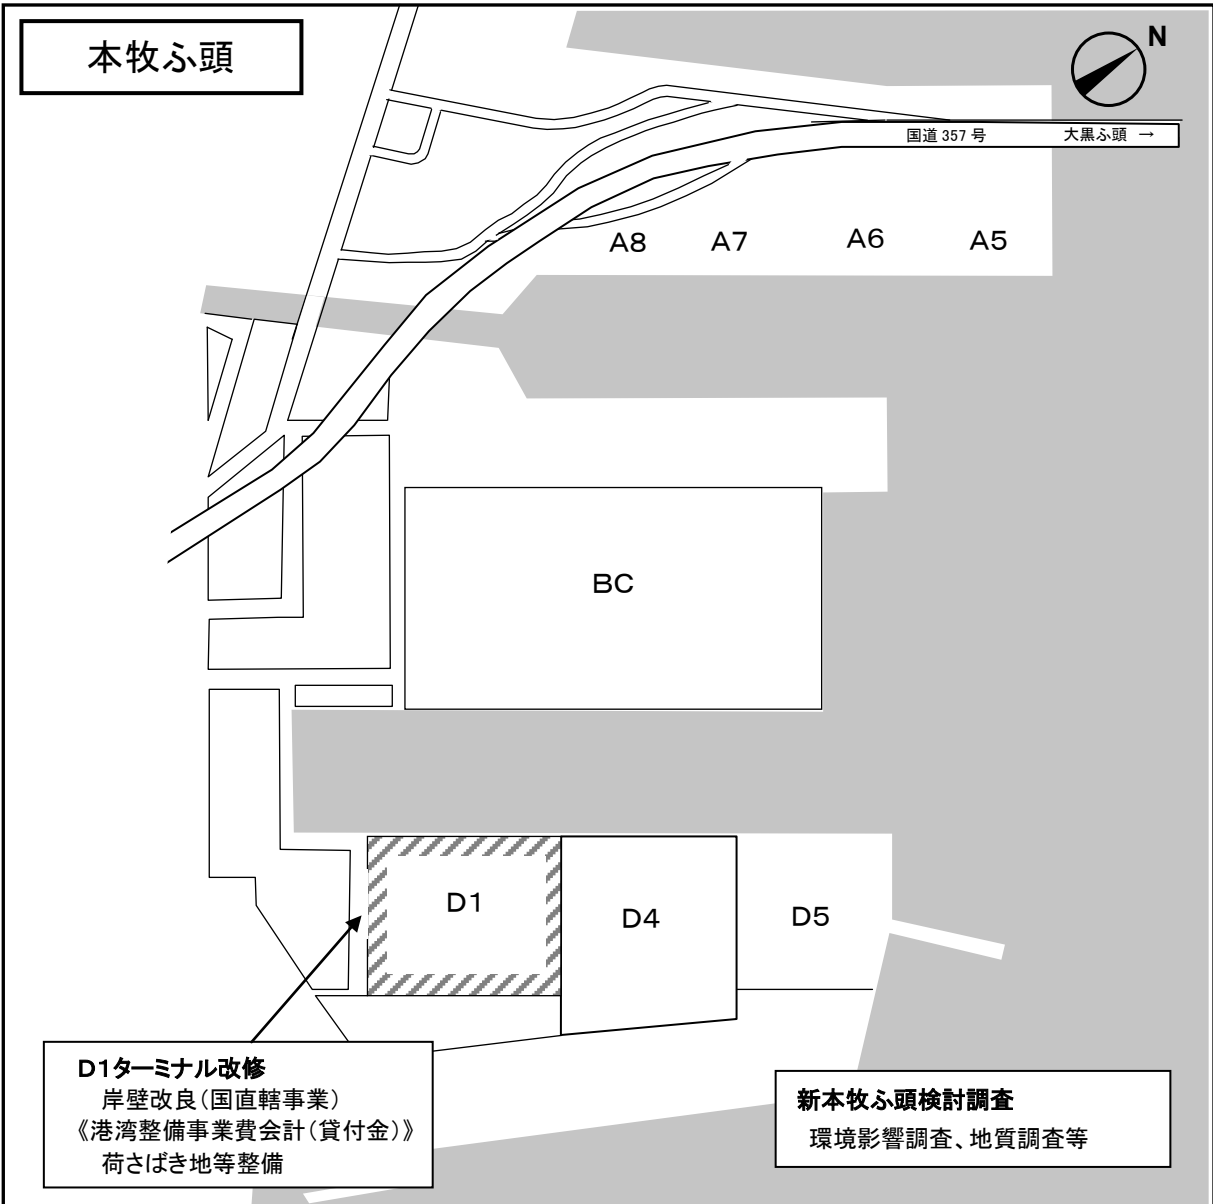 本牧ふ頭
N
国道357号 大黒ふ頭 →
A8 A7 A6 A5
BC
D1 D4 D5
D1ターミナル改修
岸壁改良(国直轄事業)
《港湾整備事業費会計(貸付金)》
荷さばき地等整備
新本牧ふ頭検討調査
環境影響調査、地質調査等